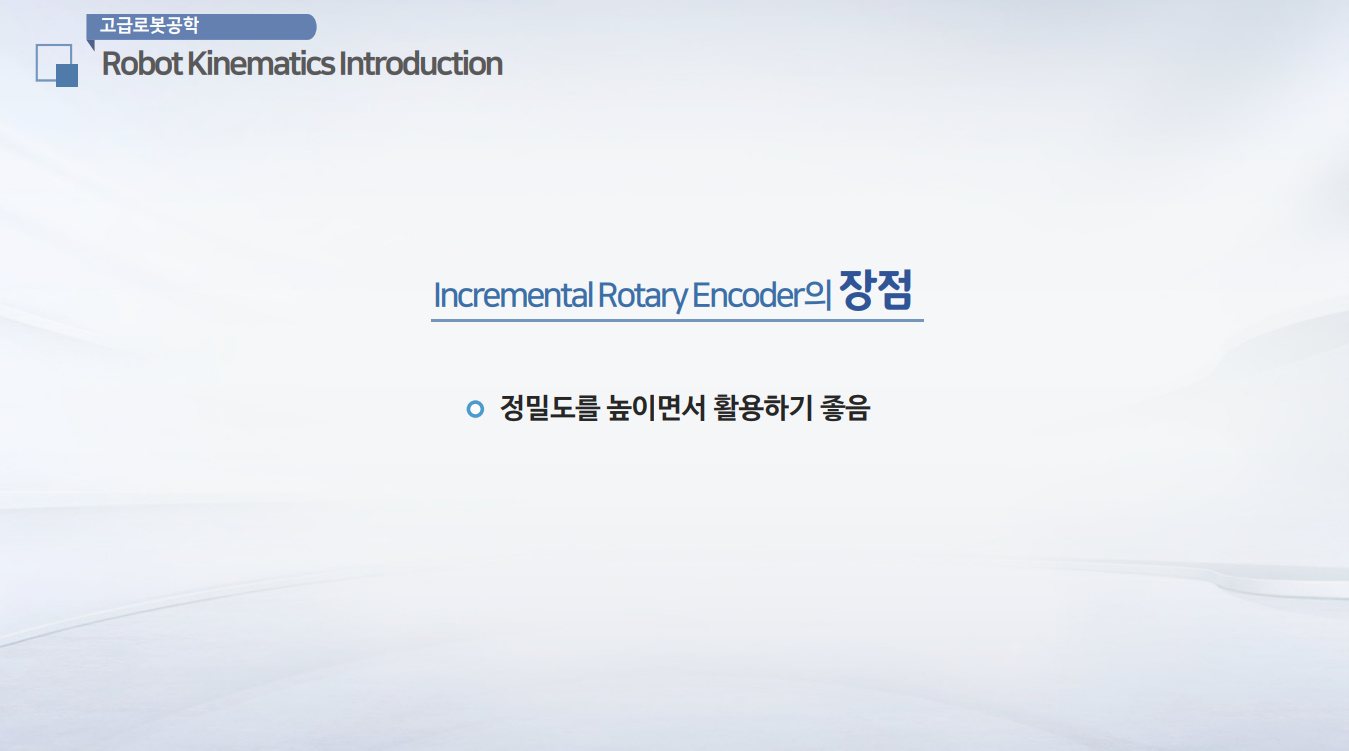 고급로봇공학
Robot Kinematics Introduction
Incremental Rotary Encoder의 장점
정밀도를 높이면서 활용하기 좋음